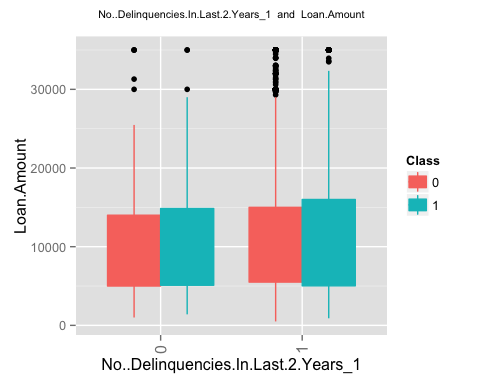 No..Delinquencies.In.Last.2.Years_1 and Loan.Amount
30000
20000
10000
0
Loan.Amount
0
1
No..Delinquencies.In.Last.2.Years_1
Class
0
1